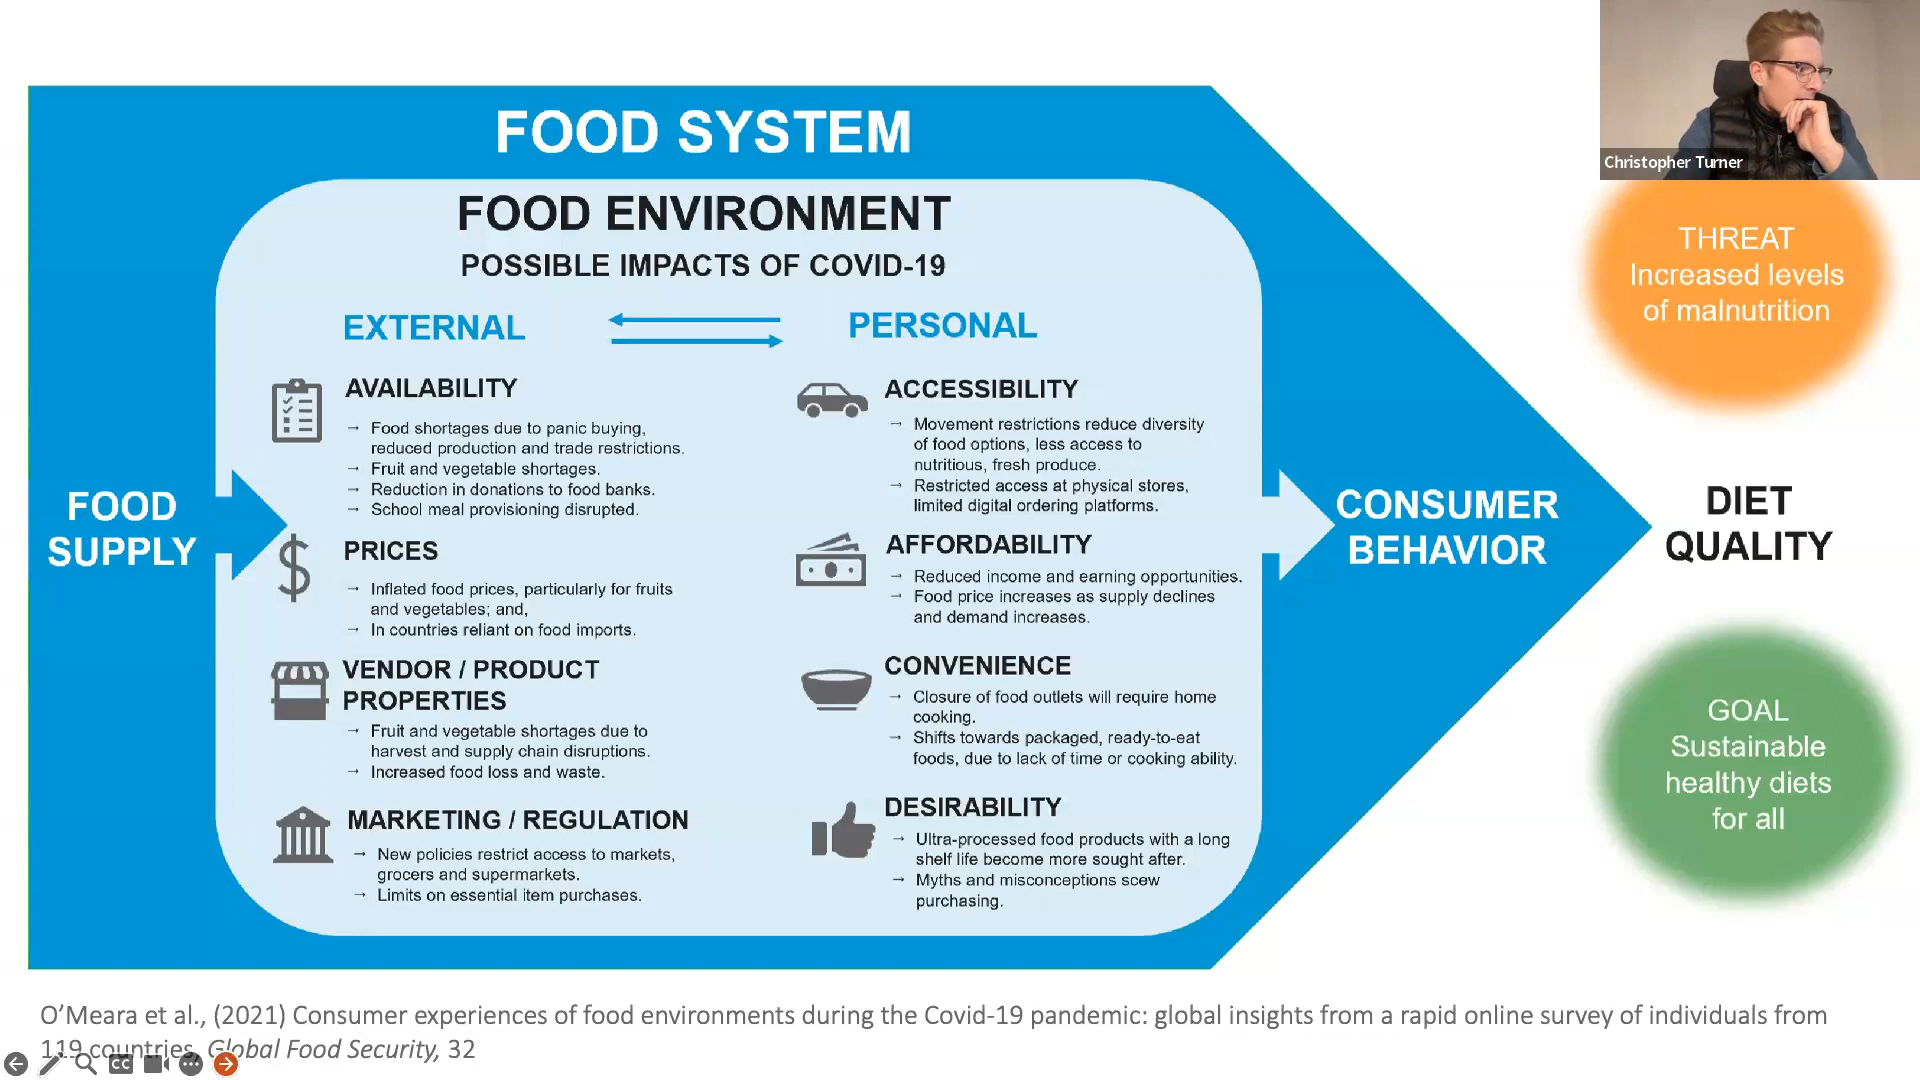 Christopher Turner
FOOD SYSTEM
FOOD ENVIRONMENT
POSSIBLE IMPACTS OF COVID-19
EXTERNAL
AVAILABILITY
→ Food shortages due to panic buying,
reduced production and trade restrictions.
→ Fruit and vegetable shortages.
→ Reduction in donations to food banks.
→ School meal provisioning disrupted.
$ PRICES
→ Inflated food prices, particularly for fruits
and vegetables; and,
→ In countries reliant on food imports.
VENDOR / PRODUCT
PROPERTIES
→ Fruit and vegetable shortages due to
harvest and supply chain disruptions.
→ Increased food loss and waste.
MARKETING / REGULATION
→ New policies restrict access to markets,
grocers and supermarkets.
→ Limits on essential item purchases.
PERSONAL
ACCESSIBILITY
→ Movement restrictions reduce diversity
of food options, less access to
nutritious, fresh produce.
→ Restricted access at physical stores,
limited digital ordering platforms.
AFFORDABILITY
→ Reduced income and earning opportunities.
→ Food price increases as supply declines
and demand increases.
CONVENIENCE
→ Closure of food outlets will require home
cooking.
→ Shifts towards packaged, ready-to-eat
foods, due to lack of time or cooking ability.
DESIRABILITY
→ Ultra-processed food products with a long
shelf life become more sought after.
→ Myths and misconceptions scew
purchasing.
FOOD
SUPPLY
CONSUMER
BEHAVIOR
THREAT
Increased levels
of malnutrition
DIET
QUALITY
GOAL
Sustainable
healthy diets
for all
O'Meara et al., (2021) Consumer experiences of food environments during the Covid-19 pandemic: global insights from a rapid online survey of individuals from
119 countries, Global Food Security, 32
CC